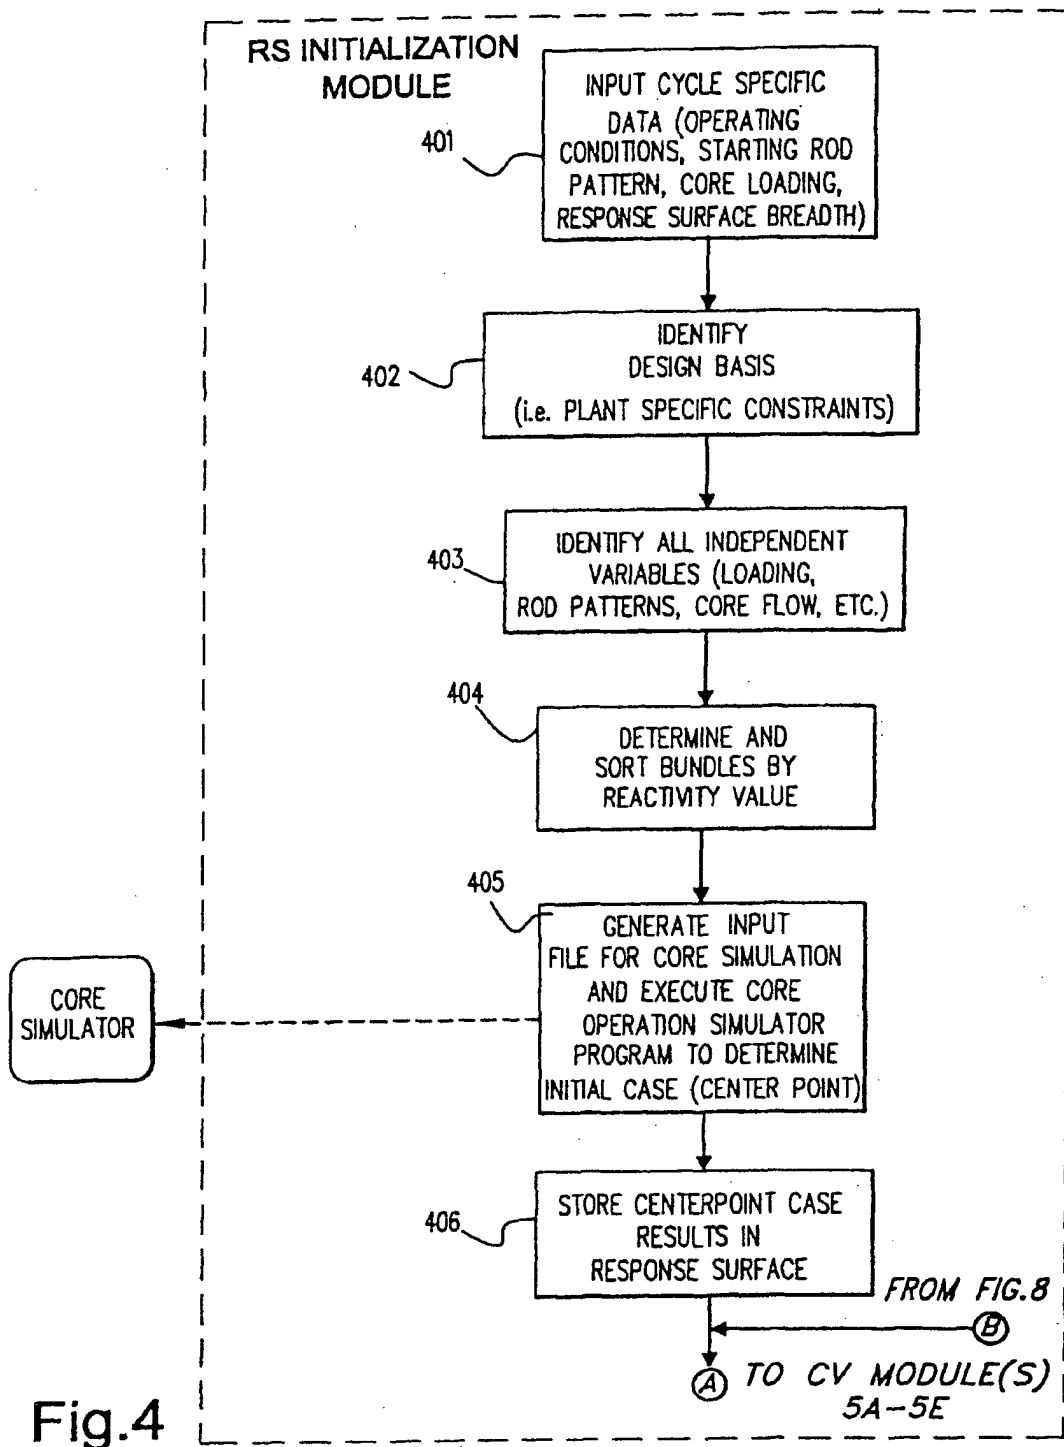 RS INITIALIZATION
MODULE
401
INPUT CYCLE SPECIFIC
DATA (OPERATING
CONDITIONS, STARTING ROD
PATTERN, CORE LOADING,
RESPONSE SURFACE BREADTH)
402
IDENTIFY
DESIGN BASIS
(i.e. PLANT SPECIFIC CONSTRAINTS)
403
IDENTIFY ALL INDEPENDENT
VARIABLES (LOADING,
ROD PATTERNS, CORE FLOW, ETC.)
404
DETERMINE AND
SORT BUNDLES BY
REACTIVITY VALUE
405
GENERATE INPUT
FILE FOR CORE SIMULATION
AND EXECUTE CORE
OPERATION SIMULATOR
PROGRAM TO DETERMINE
INITIAL CASE (CENTER POINT)
CORE
SIMULATOR
406
STORE CENTERPOINT CASE
RESULTS IN
RESPONSE SURFACE
FROM FIG.8
B
A TO CV MODULE(S)
5A-5E
Fig.4